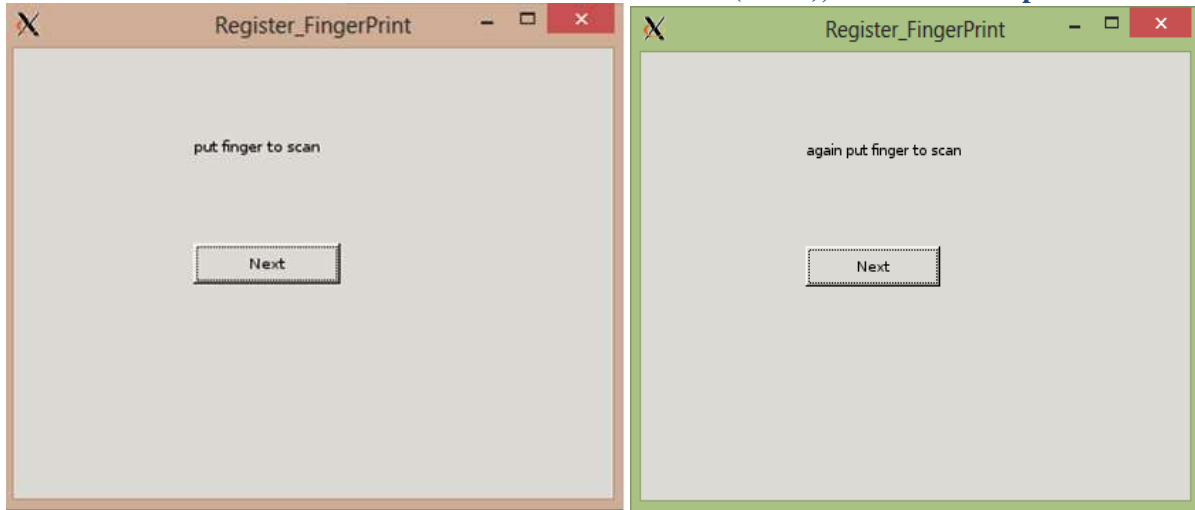 Register_FingerPrint
put finger to scan
Next
Register_FingerPrint
again put finger to scan
Next